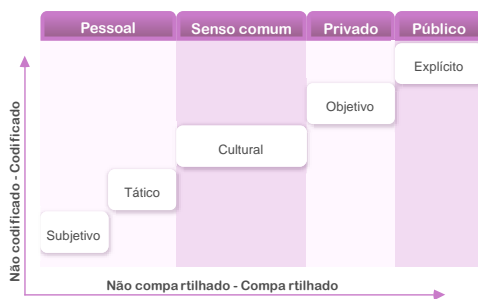 Pessoal
Senso comum
Privado
Público
Explícito
Objetivo
Cultural
Tático
Subjetivo
Não codificado - Codificado
Não compa rtilhado - Compa rtilhado